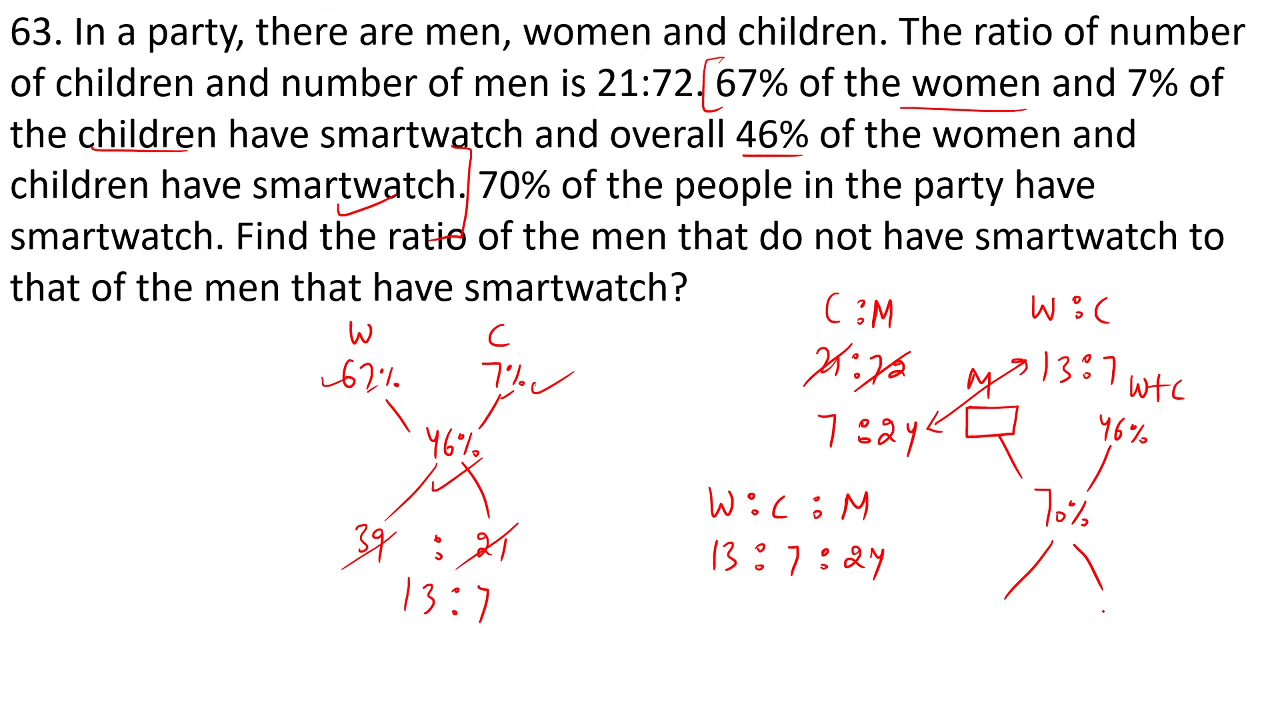 63. In a party, there are men, women and children. The ratio of number
of children and number of men is 21:72. 67% of the women and 7% of
the children have smartwatch and overall 46% of the women and
children have smartwatch. 70% of the people in the party have
smartwatch. Find the ratio of the men that do not have smartwatch to
that of the men that have smartwatch?
W C
67% 7%
46%
39 : 21
13 : 7
C : M
21 : 72
7 : 24
W : C
13 : 7
M W+C
46%
70%
W : C : M
13 : 7 : 24